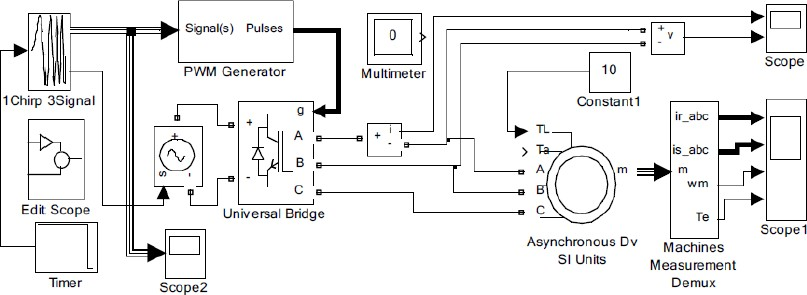 Signal(s) Pulses
PWM Generator
1Chirp 3Signal
0
Multimeter
+
-
v
Scope
10
Constant1
g
A
B
C
+
-
Universal Bridge
+
-
s
+
-
i
TL
Ta
A
B
C
m
Asynchronous Dv
SI Units
m
ir_abc
is_abc
wm
Te
Machines
Measurement
Demux
Scope1
Edit Scope
Timer
Scope2